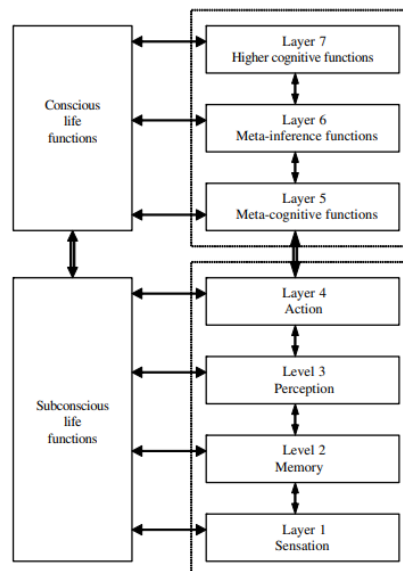 Conscious
life
functions
Layer 7
Higher cognitive functions
Layer 6
Meta-inference functions
Layer 5
Meta-cognitive functions
Subconscious
life
functions
Layer 4
Action
Level 3
Perception
Level 2
Memory
Layer 1
Sensation